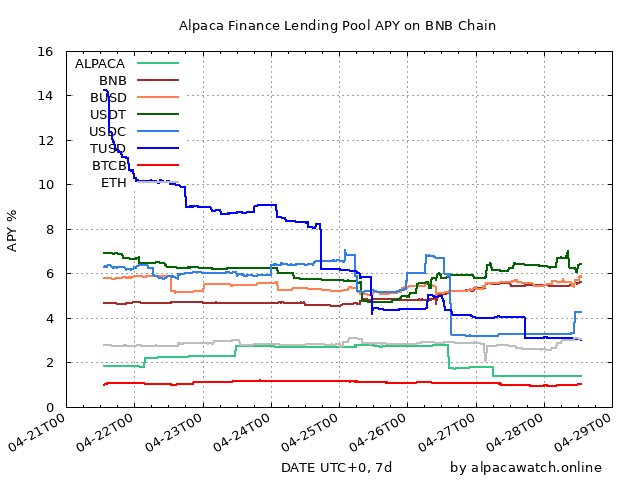 Alpaca Finance Lending Pool APY on BNB Chain
16
14
12
10
8
6
4
2
0
APY %
ALPACA
BNB
BUSD
USDT
USDC
TUSD
BTCB
ETH
04-21T00
04-22T00
04-23T00
04-24T00
04-25T00
04-26T00
04-27T00
04-28T00
04-29T00
DATE UTC+0, 7d
by alpacawatch.online